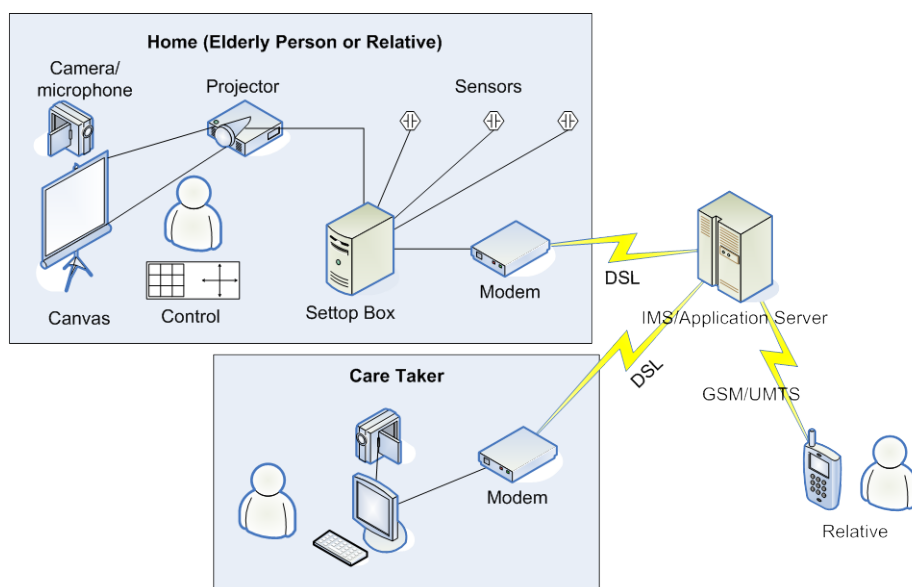 Home (Elderly Person or Relative)
Camera/
microphone
Projector
Sensors
Canvas
Control
Settop Box
Modem
DSL
IMS/Application Server
DSL
GSM/UMTS
Relative
Care Taker
Modem